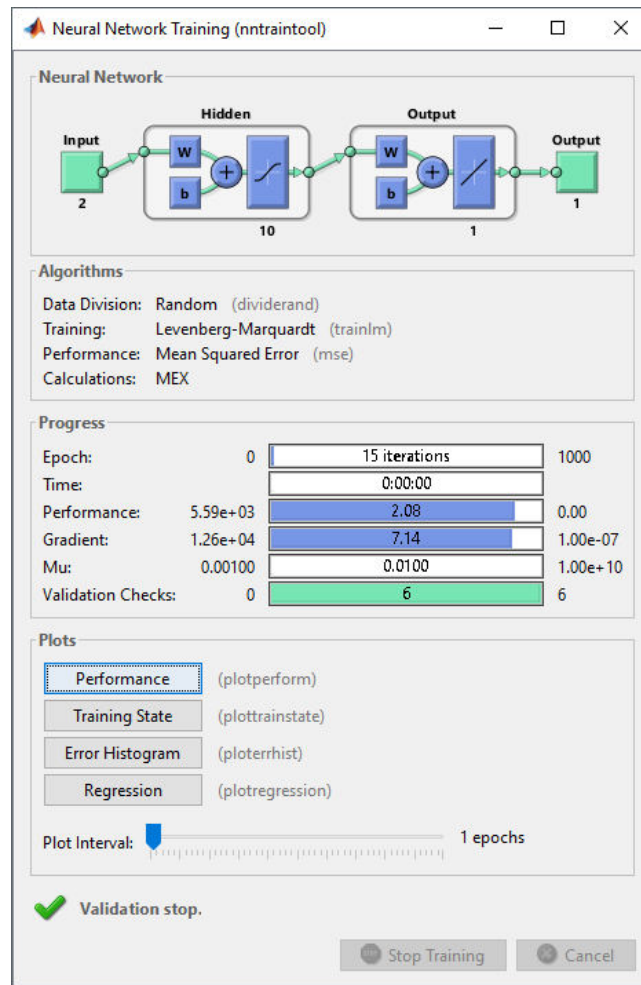 Neural Network Training (nntraintool)
Neural Network
Hidden Output
Input Output
W W
+ +
b b
2 10 1 1
Algorithms
Data Division: Random (dividerand)
Training: Levenberg-Marquardt (trainlm)
Performance: Mean Squared Error (mse)
Calculations: MEX
Progress
Epoch: 0 15 iterations 1000
Time: 0:00:00
Performance: 5.59e+03 2.08 0.00
Gradient: 1.26e+04 7.14 1.00e-07
Mu: 0.00100 0.0100 1.00e+10
Validation Checks: 0 6 6
Plots
Performance (plotperform)
Training State (plottrainstate)
Error Histogram (ploterrhist)
Regression (plotregression)
Plot Interval: 1 epochs
Validation stop.
Stop Training Cancel